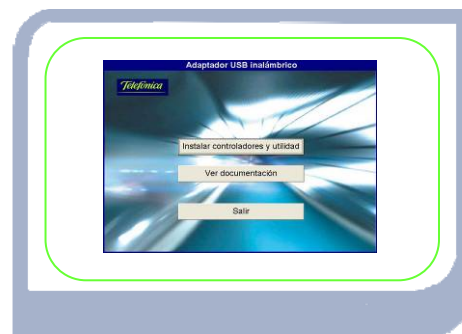 Adaptador USB inalámbrico
Telefónica
Instalar controladores y utilidad
Ver documentación
Salir